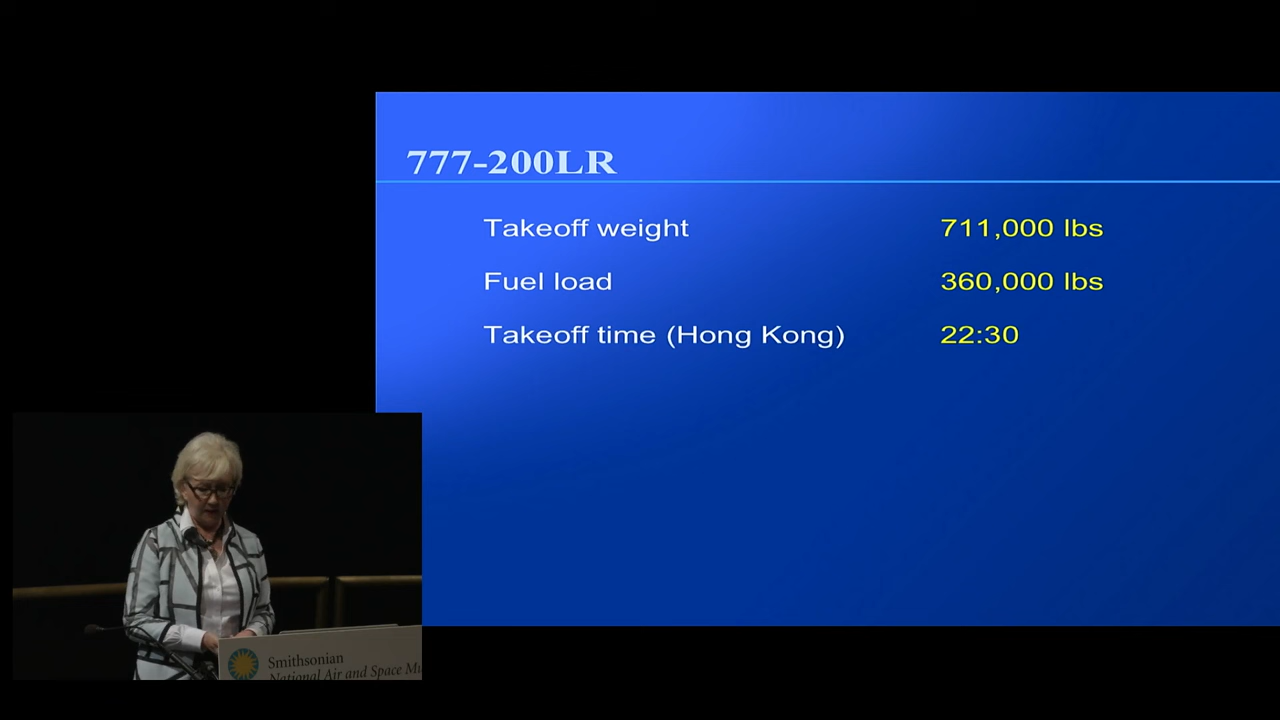 777-200LR
Takeoff weight 711,000 lbs
Fuel load 360,000 lbs
Takeoff time (Hong Kong) 22:30
Smithsonian
National Air and Space